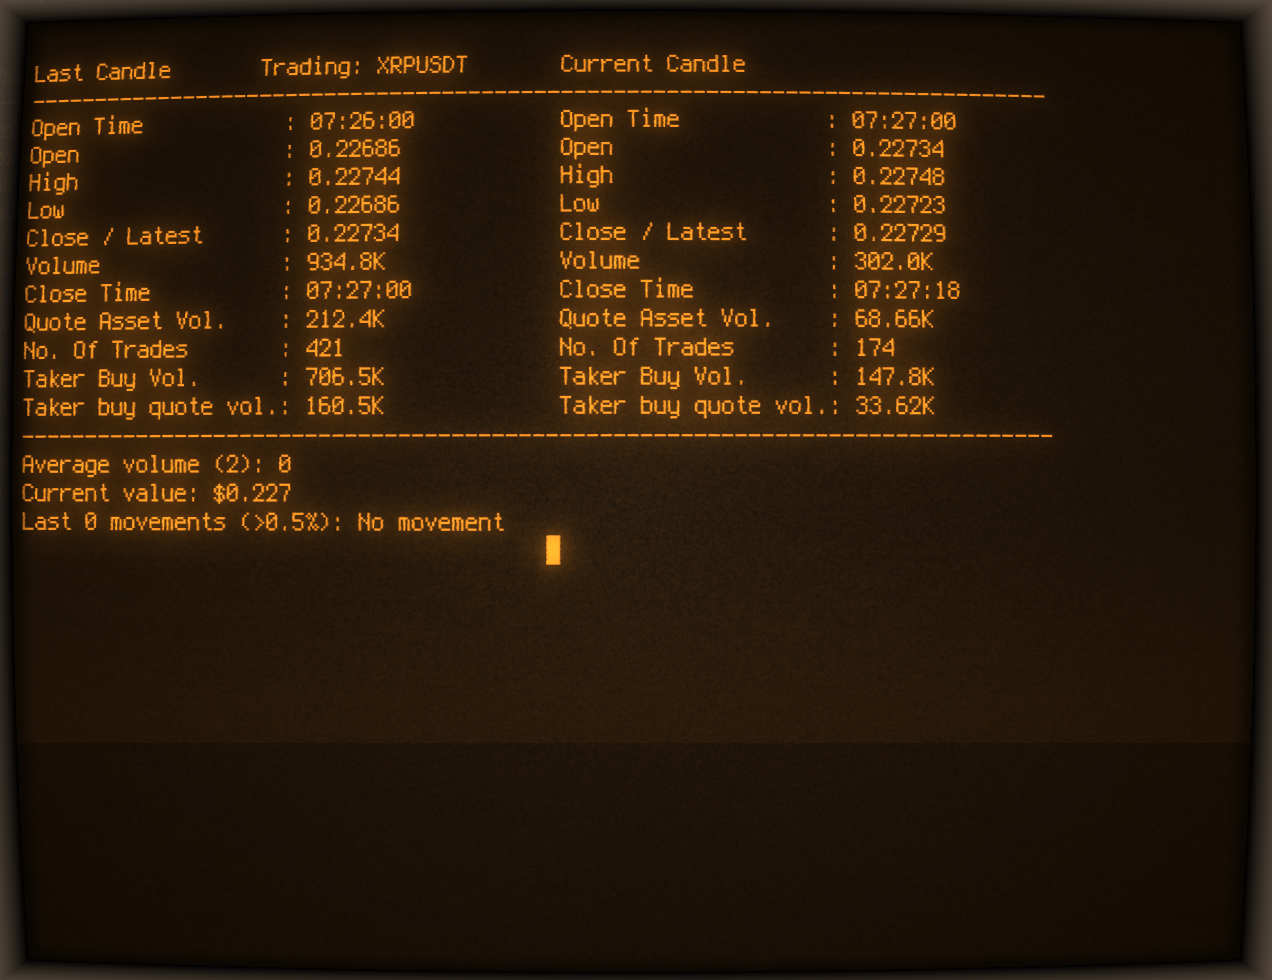 Last Candle Trading: XRPUSDT Current Candle
Open Time : 07:26:00 Open Time : 07:27:00
Open : 0.22686 Open : 0.22734
High : 0.22744 High : 0.22748
Low : 0.22686 Low : 0.22723
Close / Latest : 0.22734 Close / Latest : 0.22729
Volume : 934.8K Volume : 302.0K
Close Time : 07:27:00 Close Time : 07:27:18
Quote Asset Vol. : 212.4K Quote Asset Vol. : 68.66K
No. Of Trades : 421 No. Of Trades : 174
Taker Buy Vol. : 706.5K Taker Buy Vol. : 147.8K
Taker buy quote vol.: 160.5K Taker buy quote vol.: 33.62K
Average volume (2): 0
Current value: $0.227
Last 0 movements (>0.5%): No movement